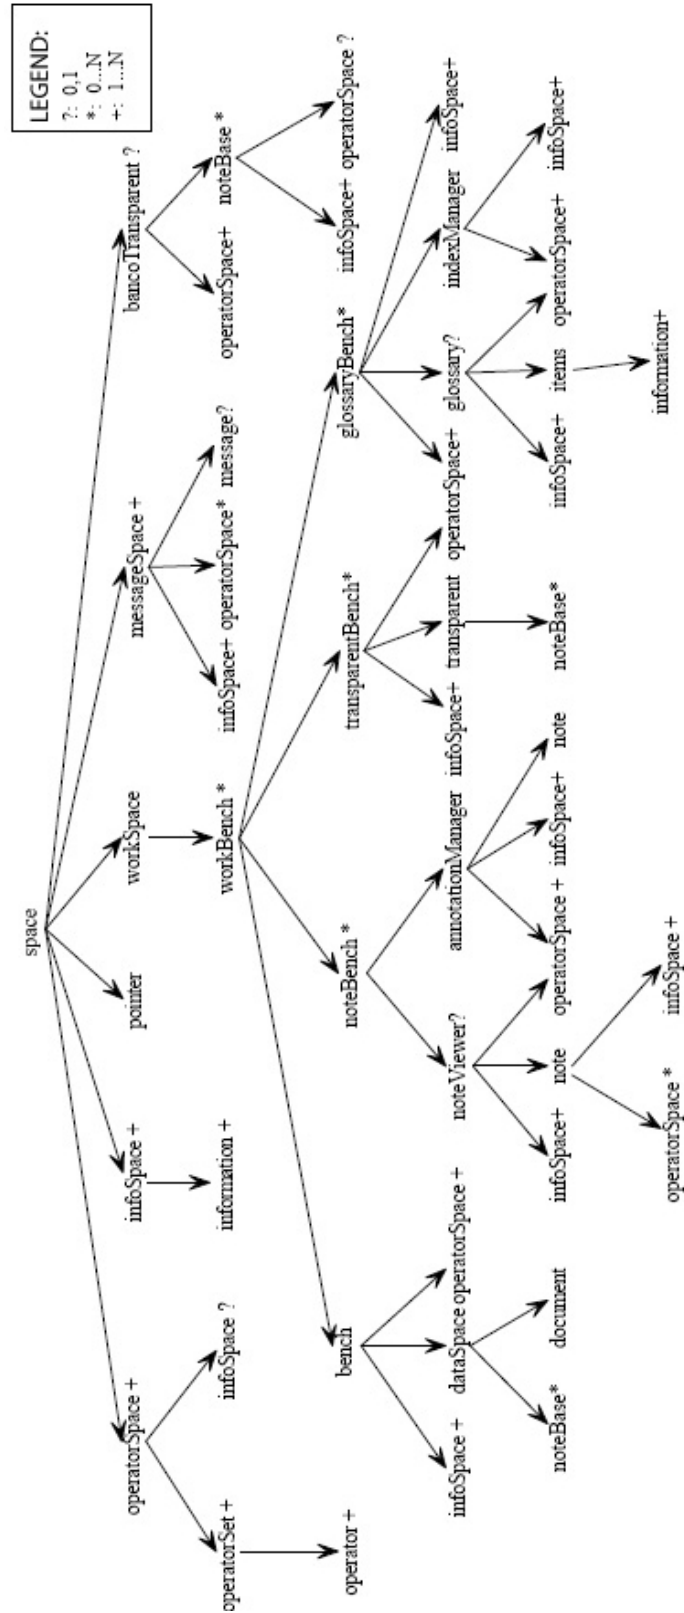 LEGEND:
?: 0,1
*: 0...N
+: 1...N
space
operatorSpace +
infoSpace +
pointer
workSpace
messageSpace +
bancoTransparent ?
operatorSet +
infoSpace ?
information +
workBench *
infoSpace+
operatorSpace*
message?
operatorSpace+
noteBase *
operator +
bench
noteBench *
transparentBench*
glossaryBench*
infoSpace+
operatorSpace ?
infoSpace +
dataSpace
operatorSpace +
noteViewer?
annotationManager
infoSpace+
transparent
operatorSpace+
glossary?
indexManager
infoSpace+
noteBase*
document
infoSpace+
note
operatorSpace +
infoSpace+
note
noteBase*
infoSpace+
items
operatorSpace+
infoSpace+
operatorSpace *
infoSpace +
information+